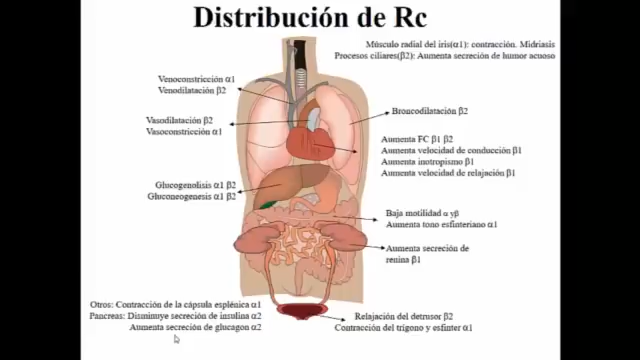 Distribución de Rc
Músculo radial del iris(α1): contracción. Midriasis
Procesos ciliares(β2): Aumenta secreción de humor acuoso
Venoconstricción α1
Venodilatación β2
Broncodilatación β2
Vasodilatación β2
Vasoconstricción α1
Aumenta FC β1 β2
Aumenta velocidad de conducción β1
Aumenta inotropismo β1
Aumenta velocidad de relajación β1
Glucogenolisis α1 β2
Gluconeogenesis α1 β2
Baja motilidad α yβ
Aumenta tono esfinteriano α1
Aumenta secreción de
renina β1
Otros: Contracción de la cápsula esplénica α1
Pancreas: Disminuye secreción de insulina α2
Aumenta secreción de glucagon α2
Relajación del detrusor β2
Contracción del trígono y esfinter α1